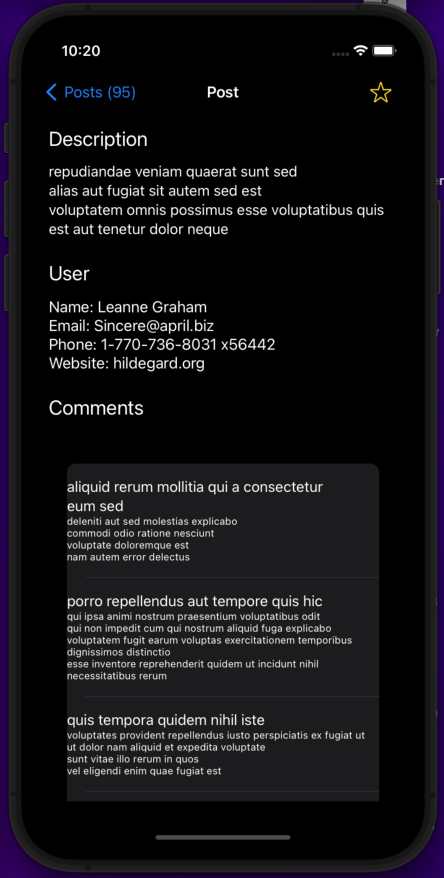 10:20
Posts (95)
Post
Description
repudiandae veniam quaerat sunt sed
alias aut fugiat sit autem sed est
voluptatem omnis possimus esse voluptatibus quis
est aut tenetur dolor neque
User
Name: Leanne Graham
Email: Sincere@april.biz
Phone: 1-770-736-8031 x56442
Website: hildegard.org
Comments
aliquid rerum mollitia qui a consectetur
eum sed
deleniti aut sed molestias explicabo
commodi odio ratione nesciunt
voluptate doloremque est
nam autem error delectus
porro repellendus aut tempore quis hic
qui ipsa animi nostrum praesentium voluptatibus odit
qui non impedit cum qui nostrum aliquid fuga explicabo
voluptatem fugit earum voluptas exercitationem temporibus
dignissimos distinctio
esse inventore reprehenderit quidem ut incidunt nihil
necessitatibus rerum
quis tempora quidem nihil iste
voluptates provident repellendus iusto perspiciatis ex fugiat ut
ut dolor nam aliquid et expedita voluptate
sunt vitae illo rerum in quos
vel eligendi enim quae fugiat est